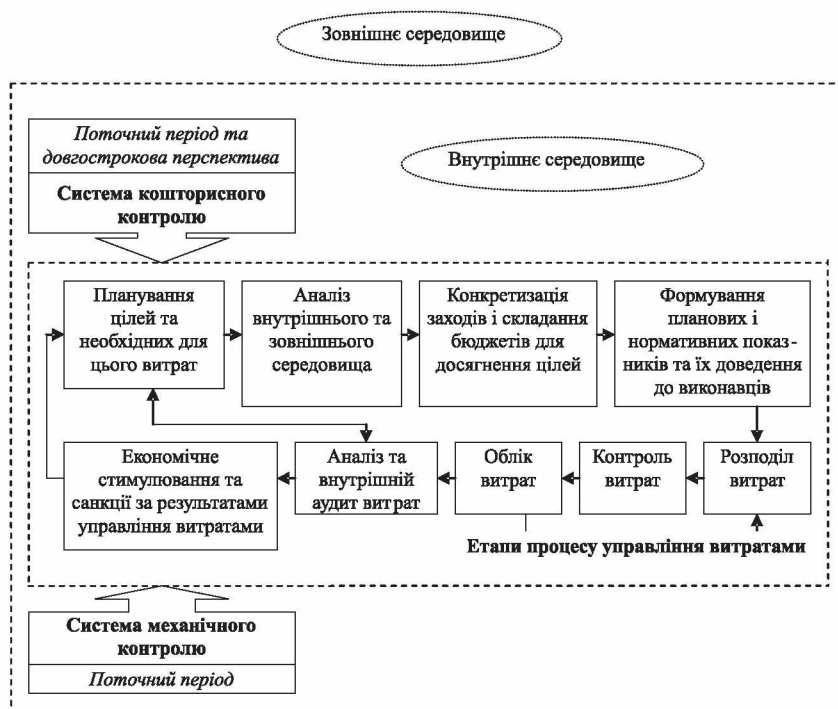 Зовнішнє середовище
Поточний період та
довгострокова перспектива
Система кошторисного
контролю
Внутрішнє середовище
Планування
цілей та
необхідних для
цього витрат
Аналіз
внутрішнього та
зовнішнього
середовища
Конкретизація
заходів і складання
бюджетів для
досягнення цілей
Формування
планових і
нормативних показ-
ників та їх доведення
до виконавців
Економічне
стимулювання та
санкції за результатами
управління витратами
Аналіз та
внутрішній
аудит витрат
Облік
витрат
Контроль
витрат
Розподіл
витрат
Етапи процесу управління витратами
Система механічного
контролю
Поточний період